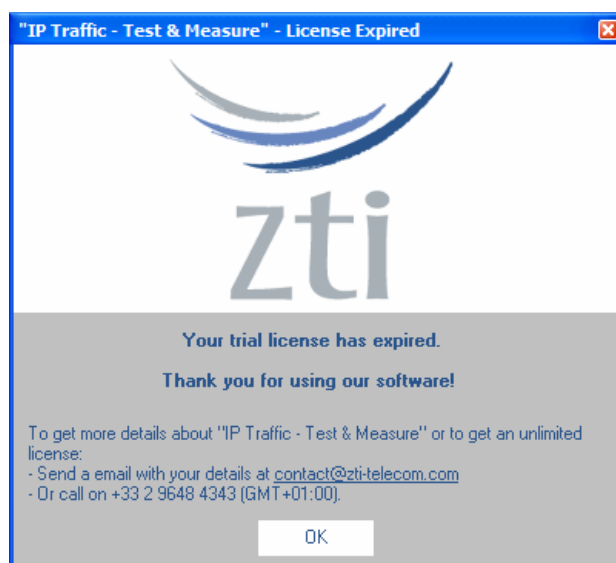 "IP Traffic - Test & Measure" - License Expired
zti
Your trial license has expired.
Thank you for using our software!
To get more details about "IP Traffic - Test & Measure" or to get an unlimited
license:
- Send a email with your details at contact@zti-telecom.com
- Or call on +33 2 9648 4343 (GMT+01:00).
OK